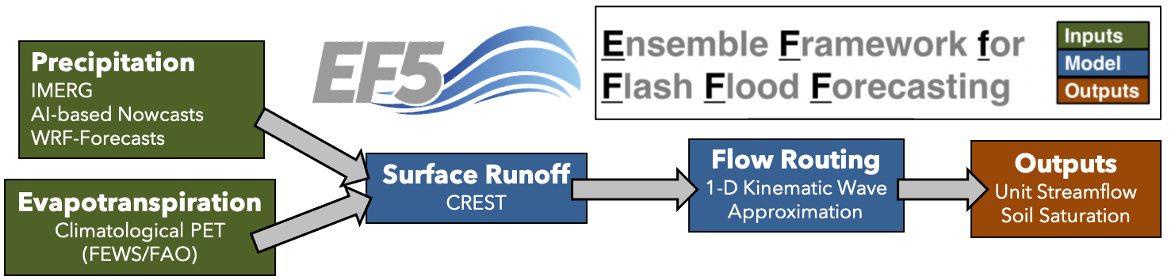 Precipitation
IMERG
AI-based Nowcasts
WRF-Forecasts
Evapotranspiration
Climatological PET
(FEWS/FAO)
EF5
Ensemble Framework for
Flash Flood Forecasting
Inputs
Model
Outputs
Surface Runoff
CREST
Flow Routing
1-D Kinematic Wave
Approximation
Outputs
Unit Streamflow
Soil Saturation